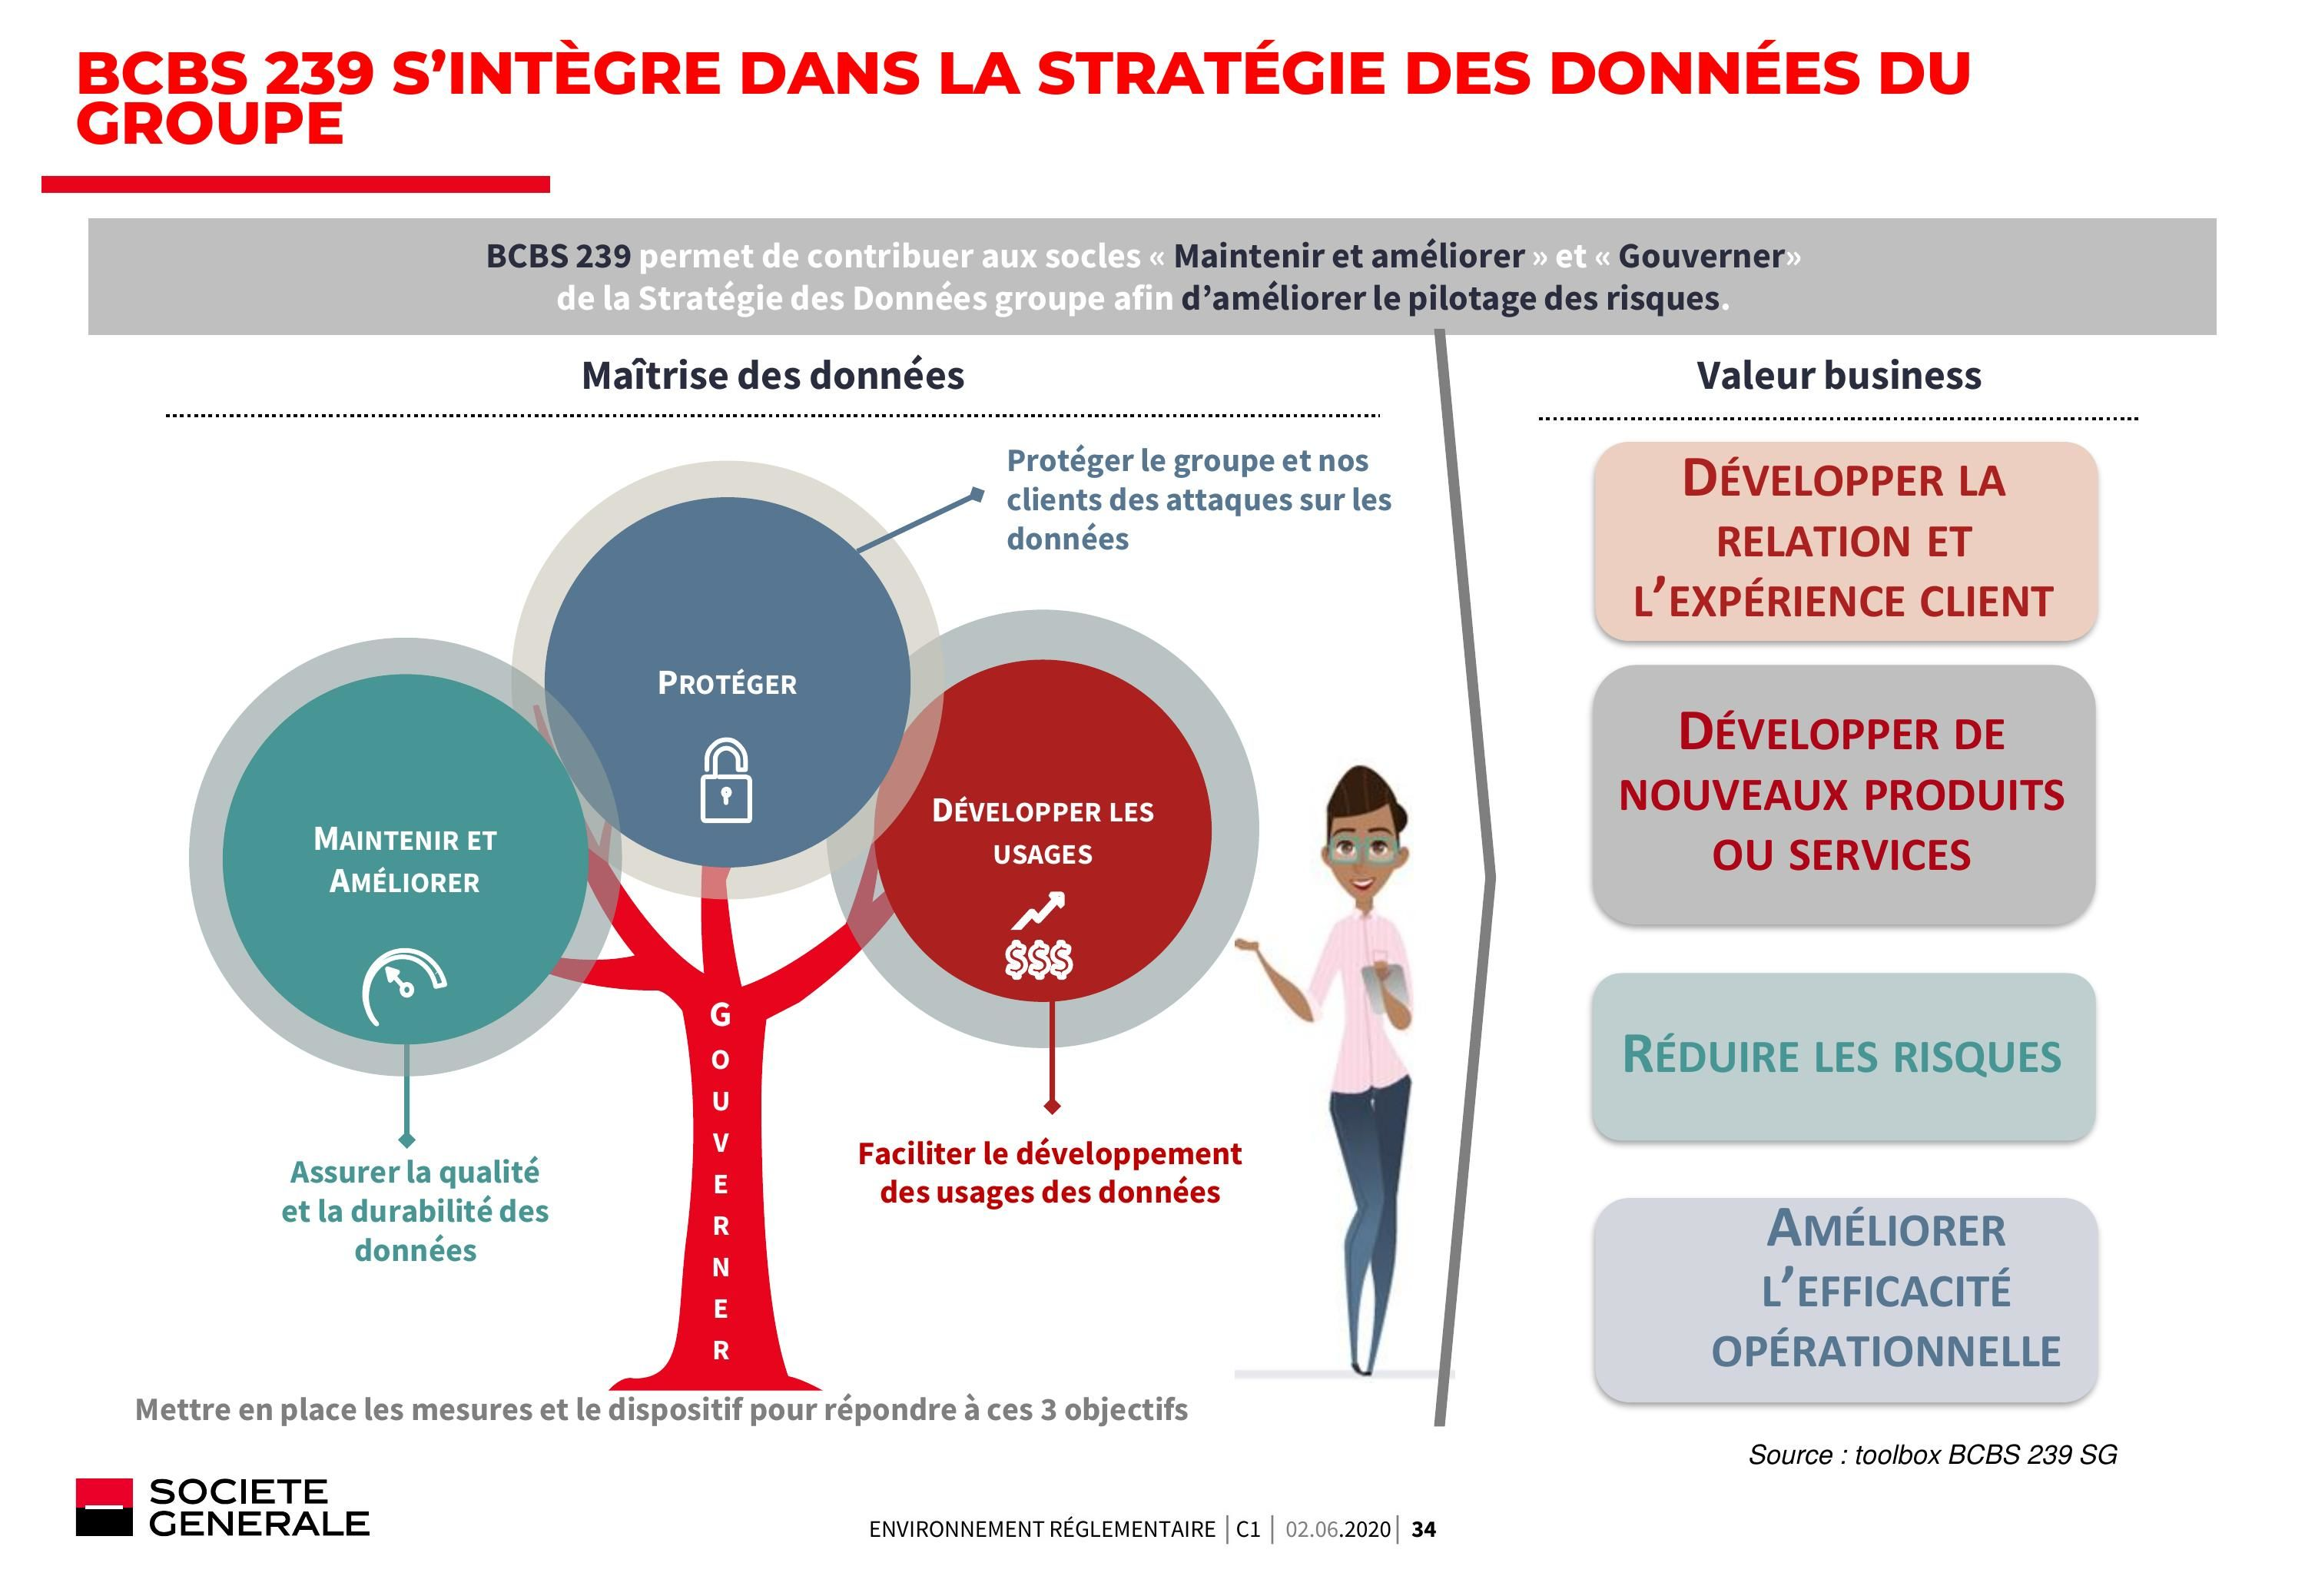 BCBS 239 S’INTÈGRE DANS LA STRATÉGIE DES DONNÉES DU
GROUPE
BCBS 239 permet de contribuer aux socles « Maintenir et améliorer » et « Gouverner»
de la Stratégie des Données groupe afin d’améliorer le pilotage des risques.
Maîtrise des données
Protéger le groupe et nos
clients des attaques sur les
données
PROTÉGER
MAINTENIR ET
AMÉLIORER
DÉVELOPPER LES
USAGES
$$$
G
O
U
V
E
R
N
E
R
Assurer la qualité
et la durabilité des
données
Faciliter le développement
des usages des données
Mettre en place les mesures et le dispositif pour répondre à ces 3 objectifs
Valeur business
DÉVELOPPER LA
RELATION ET
L’EXPÉRIENCE CLIENT
DÉVELOPPER DE
NOUVEAUX PRODUITS
OU SERVICES
RÉDUIRE LES RISQUES
AMÉLIORER
L’EFFICACITÉ
OPÉRATIONNELLE
Source : toolbox BCBS 239 SG
SOCIETE
GENERALE
ENVIRONNEMENT RÉGLEMENTAIRE | C1 | 02.06.2020 | 34